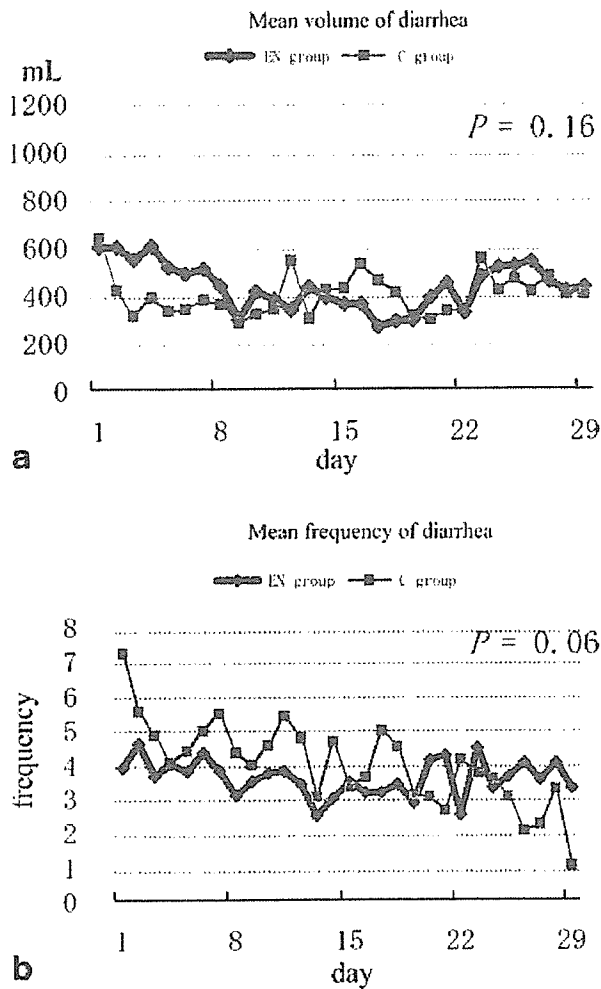 Mean volume of diarrhea
EN group C group
mL
1200
1000
800
600
400
200
0
P = 0.16
1 8 15 22 29
day
a
Mean frequency of diarrhea
EN group C group
8
7
6
5
4
3
2
1
0
frequency
P = 0.06
1 8 15 22 29
day
b